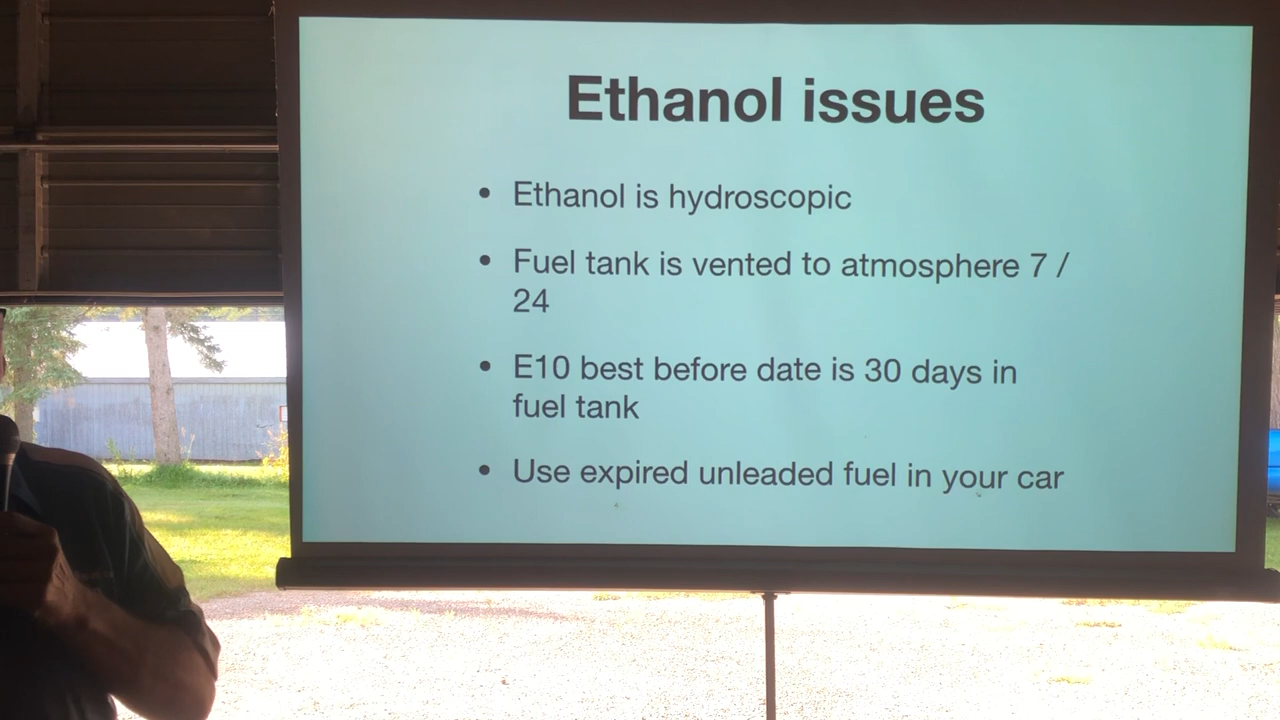 Ethanol issues
• Ethanol is hydroscopic
• Fuel tank is vented to atmosphere 7 /
24
• E10 best before date is 30 days in
fuel tank
• Use expired unleaded fuel in your car